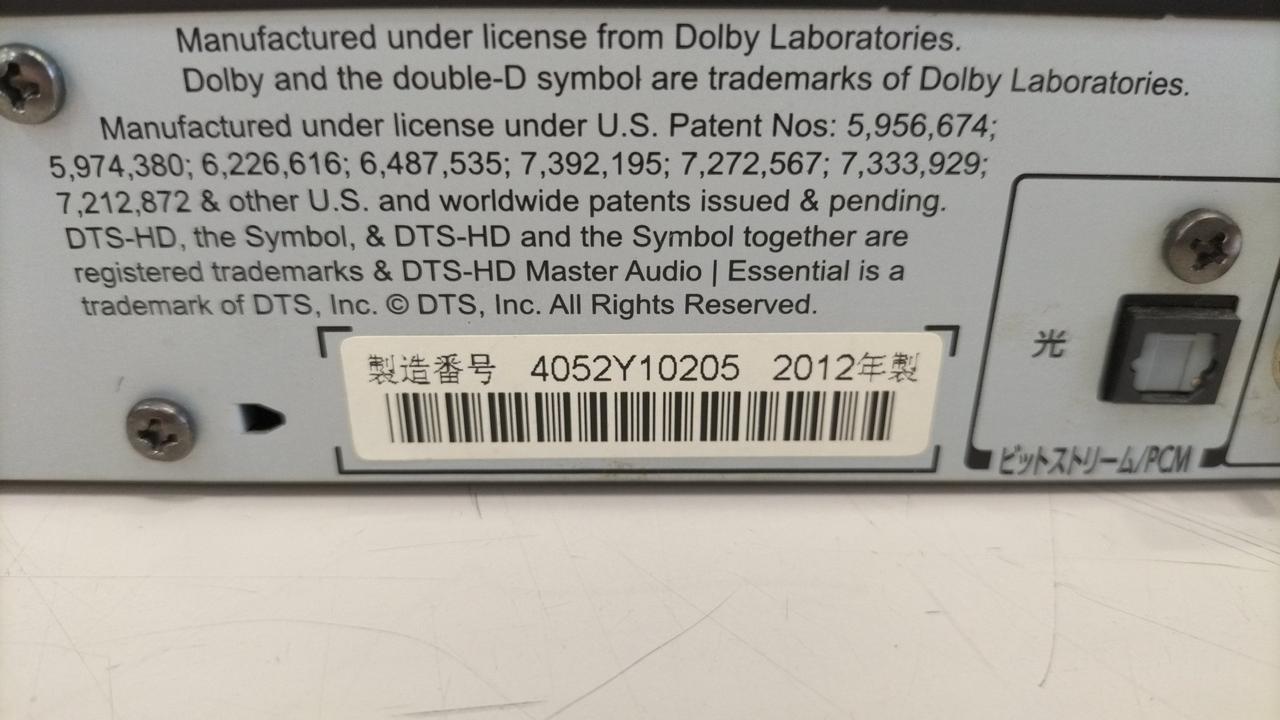 Manufactured under license from Dolby Laboratories.
Dolby and the double-D symbol are trademarks of Dolby Laboratories.
Manufactured under license under U.S. Patent Nos: 5,956,674;
5,974,380; 6,226,616; 6,487,535; 7,392,195; 7,272,567; 7,333,929;
7,212,872 & other U.S. and worldwide patents issued & pending.
DTS-HD, the Symbol, & DTS-HD and the Symbol together are
registered trademarks & DTS-HD Master Audio | Essential is a
trademark of DTS, Inc. © DTS, Inc. All Rights Reserved.
製造番号 4052Y10205 2012年製
光
ビットストリーム/PCM